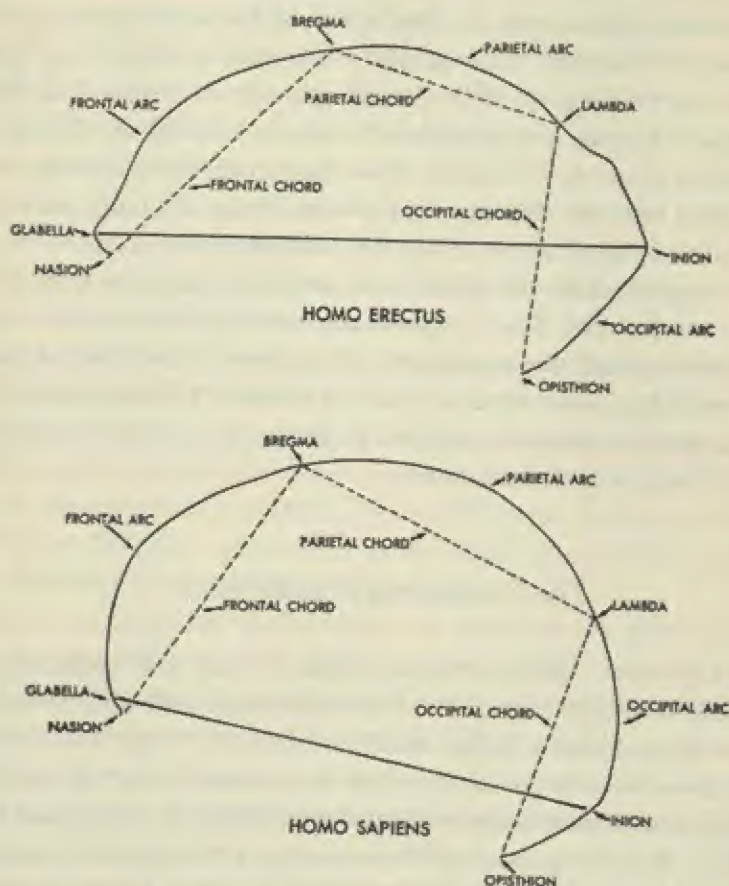 BREGMA
PARIETAL ARC
FRONTAL ARC
PARIETAL CHORD
LAMBDA
FRONTAL CHORD
OCCIPITAL CHORD
GLABELLA
NASION
INION
HOMO ERECTUS
OCCIPITAL ARC
OPISTHION
BREGMA
PARIETAL ARC
FRONTAL ARC
PARIETAL CHORD
FRONTAL CHORD
LAMBDA
GLABELLA
OCCIPITAL CHORD
OCCIPITAL ARC
NASION
INION
HOMO SAPIENS
OPISTHION